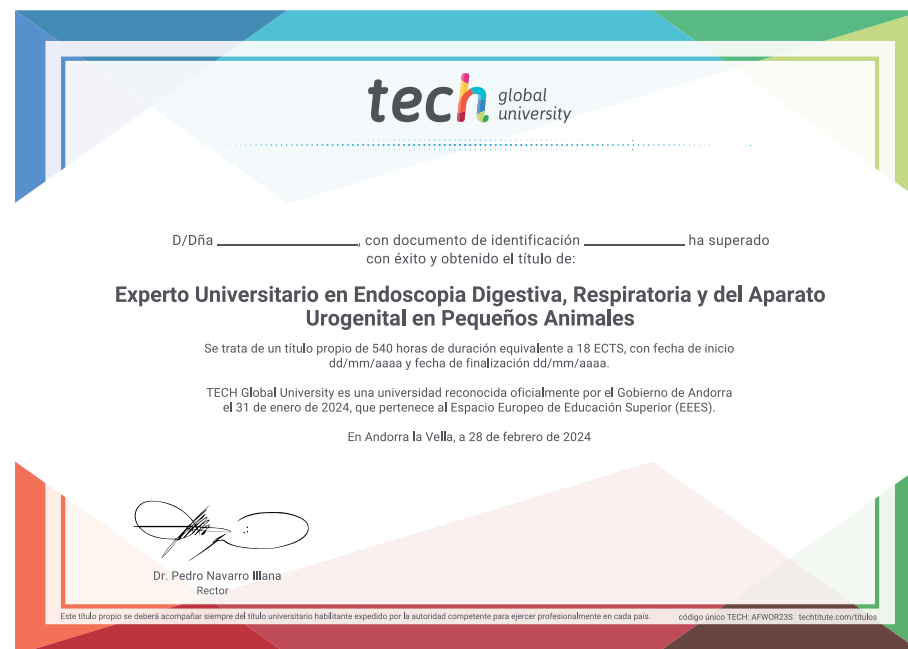 tech global university
D/Dña ____________________, con documento de identificación ______________ ha superado
con éxito y obtenido el título de:
Experto Universitario en Endoscopia Digestiva, Respiratoria y del Aparato
Urogenital en Pequeños Animales
Se trata de un título propio de 540 horas de duración equivalente a 18 ECTS, con fecha de inicio
dd/mm/aaaa y fecha de finalización dd/mm/aaaa.
TECH Global University es una universidad reconocida oficialmente por el Gobierno de Andorra
el 31 de enero de 2024, que pertenece al Espacio Europeo de Educación Superior (EEES).
En Andorra la Vella, a 28 de febrero de 2024
Dr. Pedro Navarro Illana
Rector
Este título propio se deberá acompañar siempre del título universitario habilitante expedido por la autoridad competente para ejercer profesionalmente en cada país. código único TECH: AFWOR23S techtitute.com/titulos